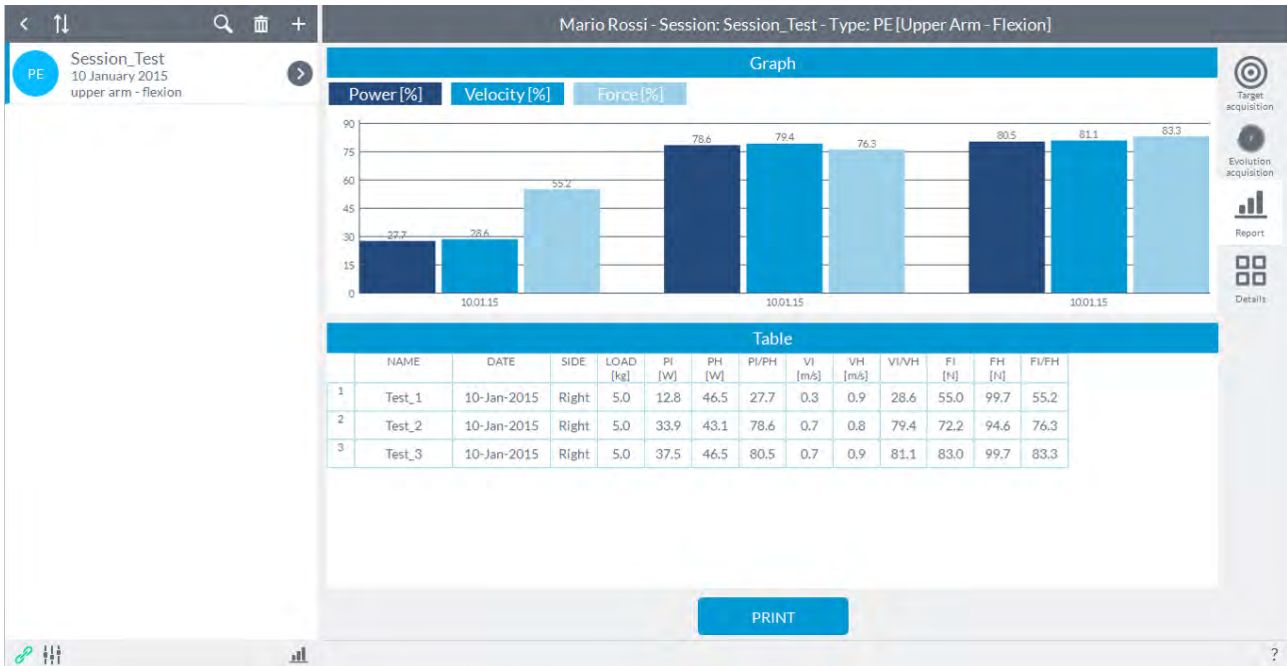 Mario Rossi - Session: Session_Test - Type: PE [Upper Arm - Flexion]
PE
Session_Test
10 January 2015
upper arm - flexion
Graph
Power [%] Velocity [%] Force [%]
90
75
60
45
30
15
0
27.7 28.6 55.2 78.6 79.4 76.3 80.5 81.1 83.3
10.01.15 10.01.15 10.01.15
Target
acquisition
Evolution
acquisition
Report
Details
Table
NAME DATE SIDE LOAD [kg] PI [W] PH [W] PI/PH VI [m/s] VH [m/s] VI/VH FI [N] FH [N] FI/FH
1 Test_1 10-Jan-2015 Right 5.0 12.8 46.5 27.7 0.3 0.9 28.6 55.0 99.7 55.2
2 Test_2 10-Jan-2015 Right 5.0 33.9 43.1 78.6 0.7 0.8 79.4 72.2 94.6 76.3
3 Test_3 10-Jan-2015 Right 5.0 37.5 46.5 80.5 0.7 0.9 81.1 83.0 99.7 83.3
PRINT
?